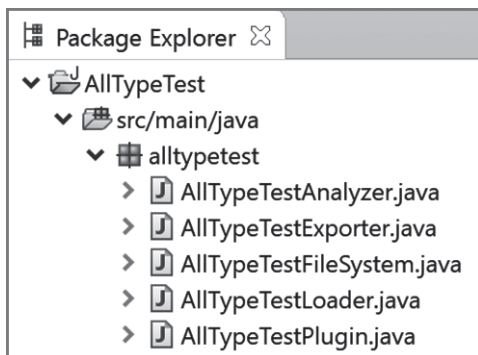 Package Explorer
AllTypeTest
src/main/java
alltypetest
AllTypeTestAnalyzer.java
AllTypeTestExporter.java
AllTypeTestFileSystem.java
AllTypeTestLoader.java
AllTypeTestPlugin.java